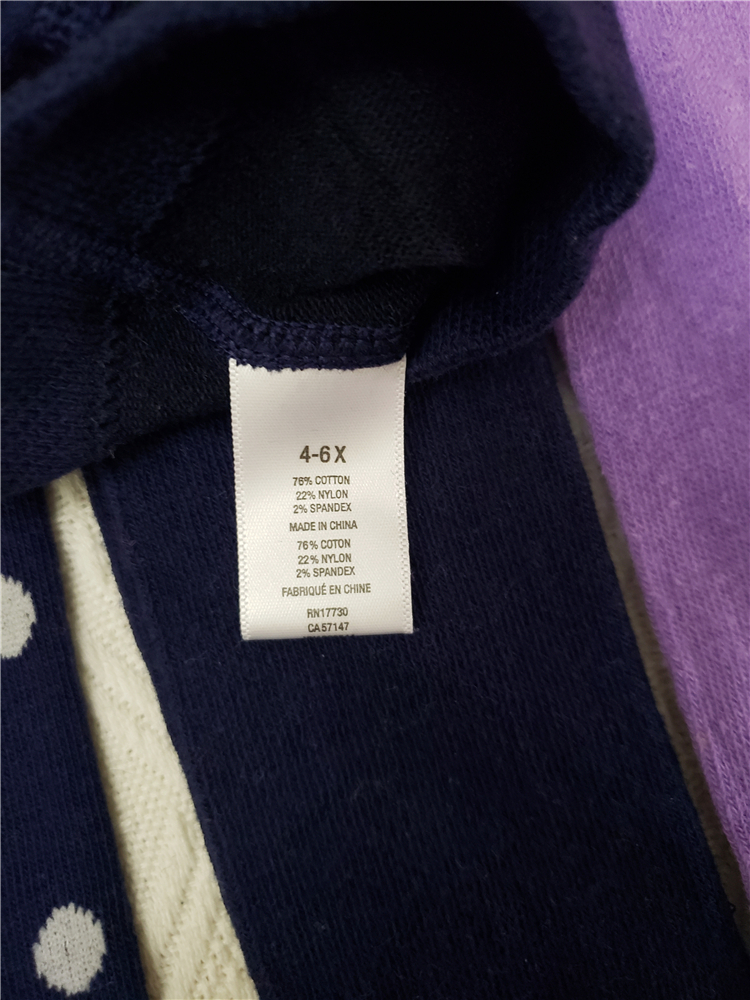 4-6X
76% COTTON
22% NYLON
2% SPANDEX
MADE IN CHINA
76% COTON
22% NYLON
2% SPANDEX
FABRIQUÉ EN CHINE
RN17730
CA57147